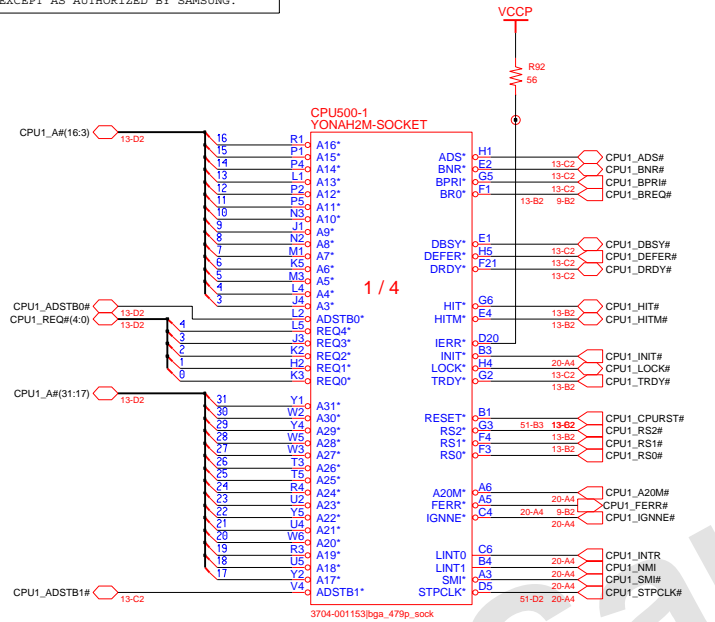 EXCEPT AS AUTHORIZED BY SAMSUNG.
VCCP
R92
56
CPU500-1
YONAH2M-SOCKET
CPU1_A#(16:3) 13-D2
16 R1 A16*
15 P1 A15*
14 P4 A14*
13 L1 A13*
12 P2 A12*
11 P5 A11*
10 N3 A10*
9 J1 A9*
8 N2 A8*
7 M1 A7*
6 K5 A6*
5 M3 A5*
4 L4 A4*
3 J4 A3*
CPU1_ADSTB0# 13-D2 L2 ADSTB0*
CPU1_REQ#(4:0) 13-D2
4 L5 REQ4*
3 J3 REQ3*
2 K2 REQ2*
1 H2 REQ1*
0 K3 REQ0*
CPU1_A#(31:17) 13-D2
31 Y1 A31*
30 W2 A30*
29 Y4 A29*
28 W5 A28*
27 W3 A27*
26 T3 A26*
25 T5 A25*
24 R4 A24*
23 U2 A23*
22 Y5 A22*
21 U4 A21*
20 W6 A20*
19 R3 A19*
18 U5 A18*
17 Y2 A17*
CPU1_ADSTB1# 13-C2 V4 ADSTB1*
1 / 4
ADS* H1 CPU1_ADS#
13-C2
BNR* E2 CPU1_BNR#
13-C2
BPRI* G5 CPU1_BPRI#
13-C2
BR0* F1 CPU1_BREQ#
13-B2 9-B2
DBSY* E1 CPU1_DBSY#
13-C2
DEFER* H5 CPU1_DEFER#
13-C2
DRDY* F21 CPU1_DRDY#
13-C2
HIT* G6 CPU1_HIT#
13-B2
HITM* E4 CPU1_HITM#
13-B2
IERR* D20
INIT* B3 CPU1_INIT#
20-A4
LOCK* H4 CPU1_LOCK#
13-C2
TRDY* G2 CPU1_TRDY#
13-B2
RESET* B1 CPU1_CPURST#
51-B3 13-B2
RS2* G3 CPU1_RS2#
13-B2
RS1* F4 CPU1_RS1#
13-B2
RS0* F3 CPU1_RS0#
A20M* A6 CPU1_A20M#
20-A4
FERR* A5 CPU1_FERR#
20-A4 9-B2
IGNNE* C4 CPU1_IGNNE#
20-A4
LINT0 C6 CPU1_INTR
20-A4
LINT1 B4 CPU1_NMI
20-A4
SMI* A3 CPU1_SMI#
20-A4
STPCLK* D5 CPU1_STPCLK#
51-D2 20-A4
3704-001153|bga_479p_sock